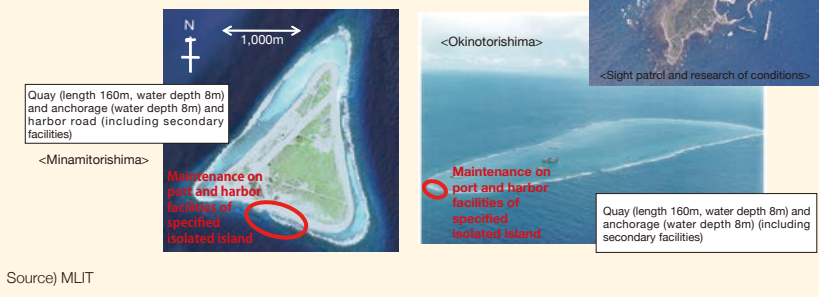 N
1,000m
Quay (length 160m, water depth 8m)
and anchorage (water depth 8m) and
harbor road (including secondary
facilities)
<Minamitorishima>
Maintenance on
port and harbor
facilities of
specified
isolated island
<Okinotorishima>
<Sight patrol and research of conditions>
Maintenance on
port and harbor
facilities of
specified
isolated island
Quay (length 160m, water depth 8m) and
anchorage (water depth 8m) (including
secondary facilities)
Source) MLIT